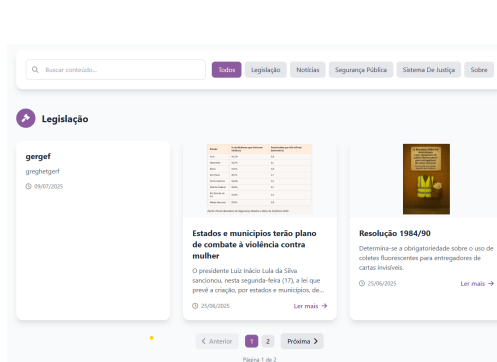 Buscar conteúdo...
Todos
Legislação
Notícias
Segurança Pública
Sistema De Justiça
Sobre
Legislação
gergef
greghetgerf
09/07/2025
Estados e municípios terão plano
de combate à violência contra
mulher
O presidente Luiz Inácio Lula da Silva
sancionou, nesta segunda-feira (17), a lei que
prevê a criação, por estados e municípios, de...
25/06/2025
Ler mais →
Resolução 1984/90
Determina-se a obrigatoriedade sobre o uso de
coletes fluorescentes para entregadores de
cartas invisíveis.
25/06/2025
Ler mais →
Anterior
1
2
Próxima
Página 1 de 2